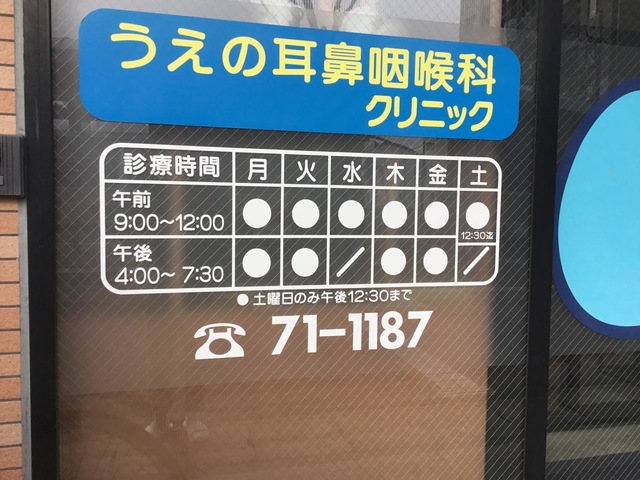 うえの耳鼻咽喉科
クリニック
診療時間 月 火 水 木 金 土
午前
9:00〜12:00 ● ● ● ● ● ●
12:30迄
午後
4:00〜7:30 ● ● ／ ● ● ／
●土曜日のみ午後12:30まで
☎ 71-1187